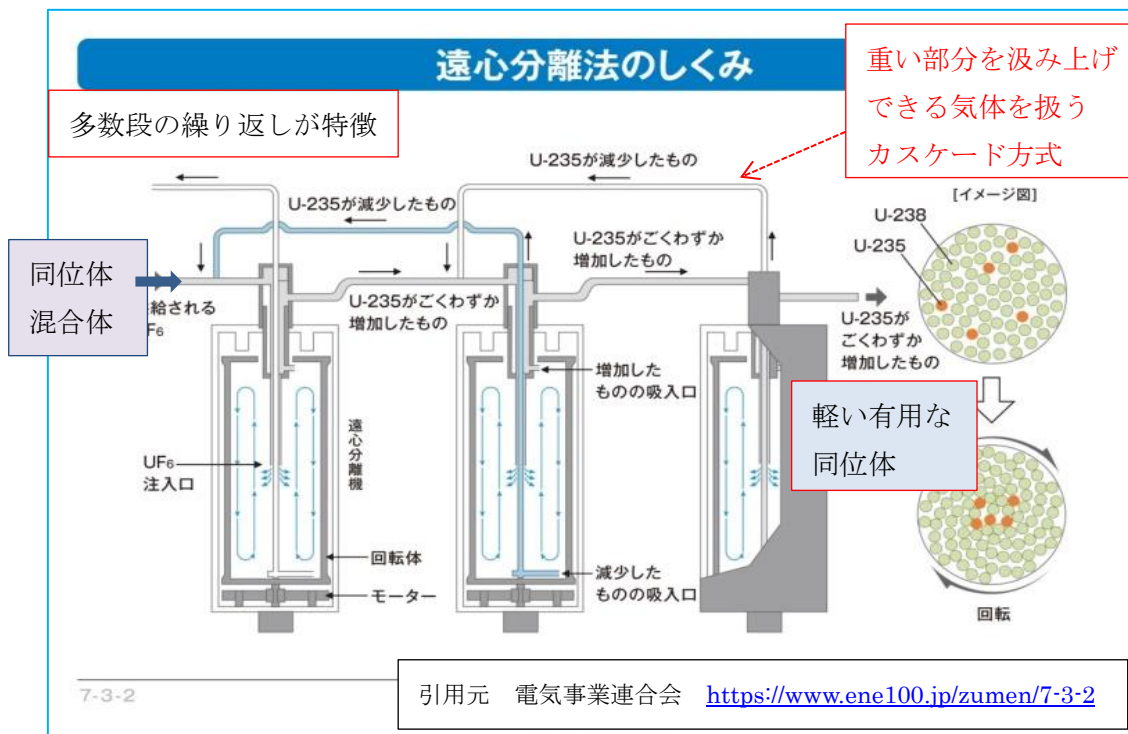 遠心分離法のしくみ
重い部分を汲み上げ
できる気体を扱う
カスケード方式
多数段の繰り返しが特徴
U-235が減少したもの
U-235が減少したもの
[イメージ図]
U-238
U-235
U-235がごくわずか
増加したもの
同位体
混合体
給される
F6
U-235がごくわずか
増加したもの
U-235が
ごくわずか
増加したもの
増加した
ものの吸入口
軽い有用な
同位体
遠心分離機
UF6
注入口
回転体
モーター
減少した
ものの吸入口
回転
7-3-2
引用元 電気事業連合会 https://www.ene100.jp/zumen/7-3-2